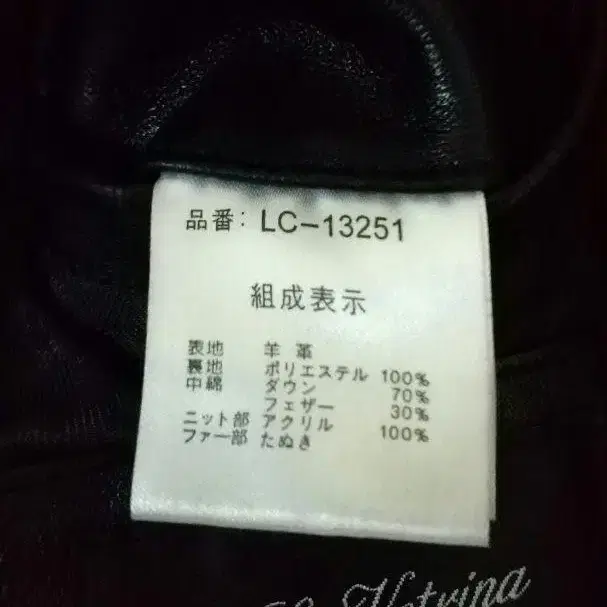 品番: LC-13251
組成表示
表地 羊革
裏地 ポリエステル 100%
中綿 ダウン 70%
フェザー 30%
ニット部 アクリル 100%
ファー部 たぬき